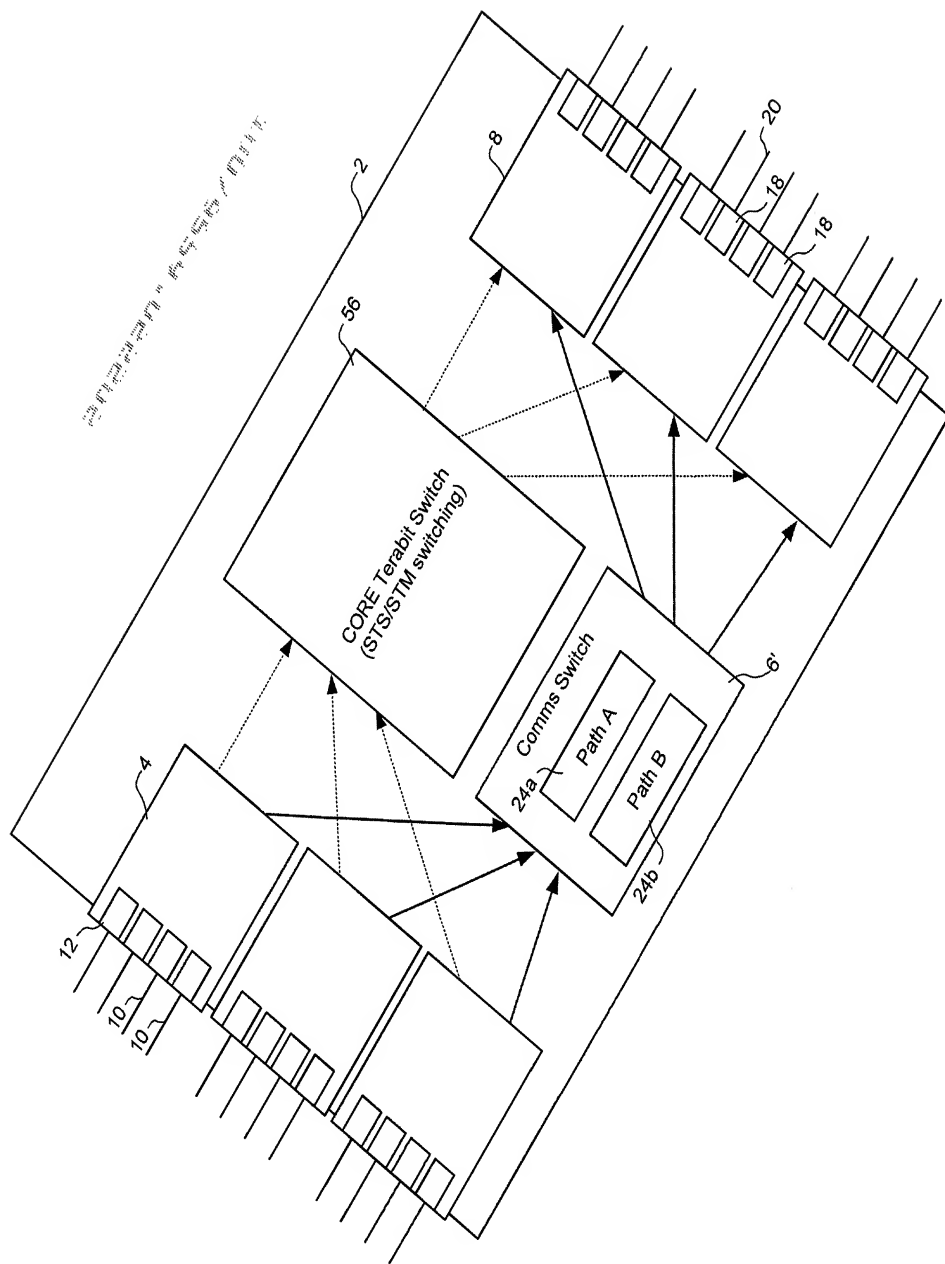 2
4
12
10
10
56
CORE Terabit Switch
(STS/STM switching)
8
20
18
18
Comms Switch
24a
Path A
Path B
24b
6'